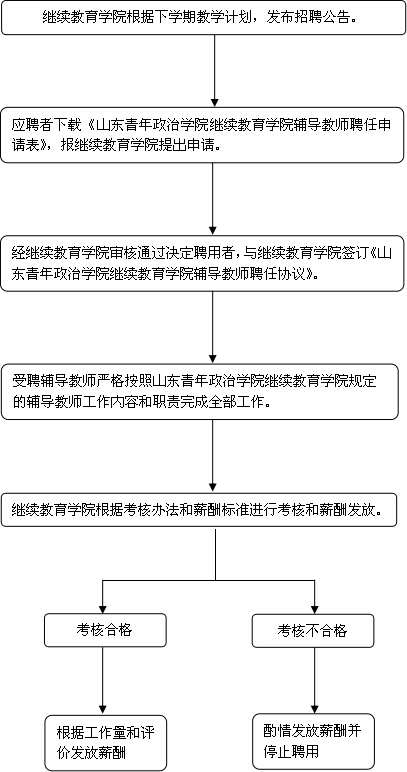 继续教育学院根据下学期教学计划，发布招聘公告。
应聘者下载《山东青年政治学院继续教育学院辅导教师聘任申
请表》，报继续教育学院提出申请。
经继续教育学院审核通过决定聘用者，与继续教育学院签订《山
东青年政治学院继续教育学院辅导教师聘任协议》。
受聘辅导教师严格按照山东青年政治学院继续教育学院规定
的辅导教师工作内容和职责完成全部工作。
继续教育学院根据考核办法和薪酬标准进行考核和薪酬发放。
考核合格
考核不合格
根据工作量和评
价发放薪酬
酌情发放薪酬并
停止聘用